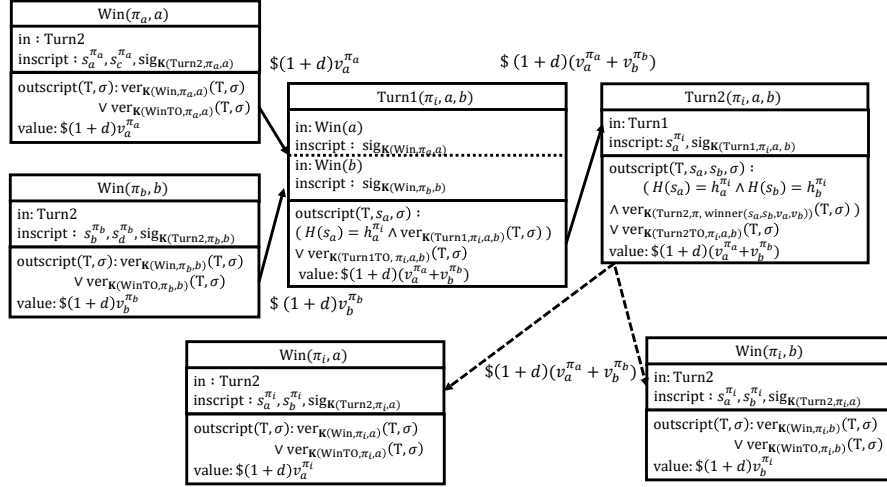 Win(π_a, a)
in : Turn2
inscript : s_a^{π_a}, s_c^{π_a}, sig_{K(Turn2,π_a,a)}
outscript(T, σ): ver_{K(Win,π_a,a)}(T, σ)
∨ ver_{K(WinTO,π_a,a)}(T, σ)
value: $(1 + d)v_a^{π_a}
$(1 + d)v_a^{π_a}
$ (1 + d)(v_a^{π_a} + v_b^{π_b})
Turn1(π_i, a, b)
in: Win(a)
inscript : sig_{K(Win,π_a,a)}
in: Win(b)
inscript : sig_{K(Win,π_b,b)}
outscript(T, s_a, σ) :
( H(s_a) = h_a^{π_i} ∧ ver_{K(Turn1,π_i,a,b)}(T, σ) )
∨ ver_{K(Turn1TO,π_i,a,b)}(T, σ)
value: $(1 + d)(v_a^{π_a}+v_b^{π_b})
Turn2(π_i, a, b)
in: Turn1
inscript: s_a^{π_i}, sig_{K(Turn1,π_i,a,b)}
outscript(T, s_a, s_b, σ) :
( H(s_a) = h_a^{π_i} ∧ H(s_b) = h_b^{π_i}
∧ ver_{K(Turn2,π, winner(s_a,s_b,v_a,v_b))}(T, σ) )
∨ ver_{K(Turn2TO,π_i,a,b)}(T, σ)
value: $(1 + d)(v_a^{π_a}+v_b^{π_b})
Win(π_b, b)
in: Turn2
inscript : s_b^{π_b}, s_d^{π_b}, sig_{K(Turn2,π_b,b)}
outscript(T, σ): ver_{K(Win,π_b,b)}(T, σ)
∨ ver_{K(WinTO,π_b,b)}(T, σ)
value: $(1 + d)v_b^{π_b}
$ (1 + d)v_b^{π_b}
Win(π_i, a)
in : Turn2
inscript : s_a^{π_i}, s_b^{π_i}, sig_{K(Turn2,π_i,a)}
outscript(T, σ): ver_{K(Win,π_i,a)}(T, σ)
∨ ver_{K(WinTO,π_i,a)}(T, σ)
value: $(1 + d)v_a^{π_i}
$(1 + d)(v_a^{π_a} + v_b^{π_b})
Win(π_i, b)
in: Turn2
inscript : s_a^{π_i}, s_b^{π_i}, sig_{K(Turn2,π_i,a)}
outscript(T, σ): ver_{K(Win,π_i,b)}(T, σ)
∨ ver_{K(WinTO,π_i,b)}(T, σ)
value: $(1 + d)v_b^{π_i}